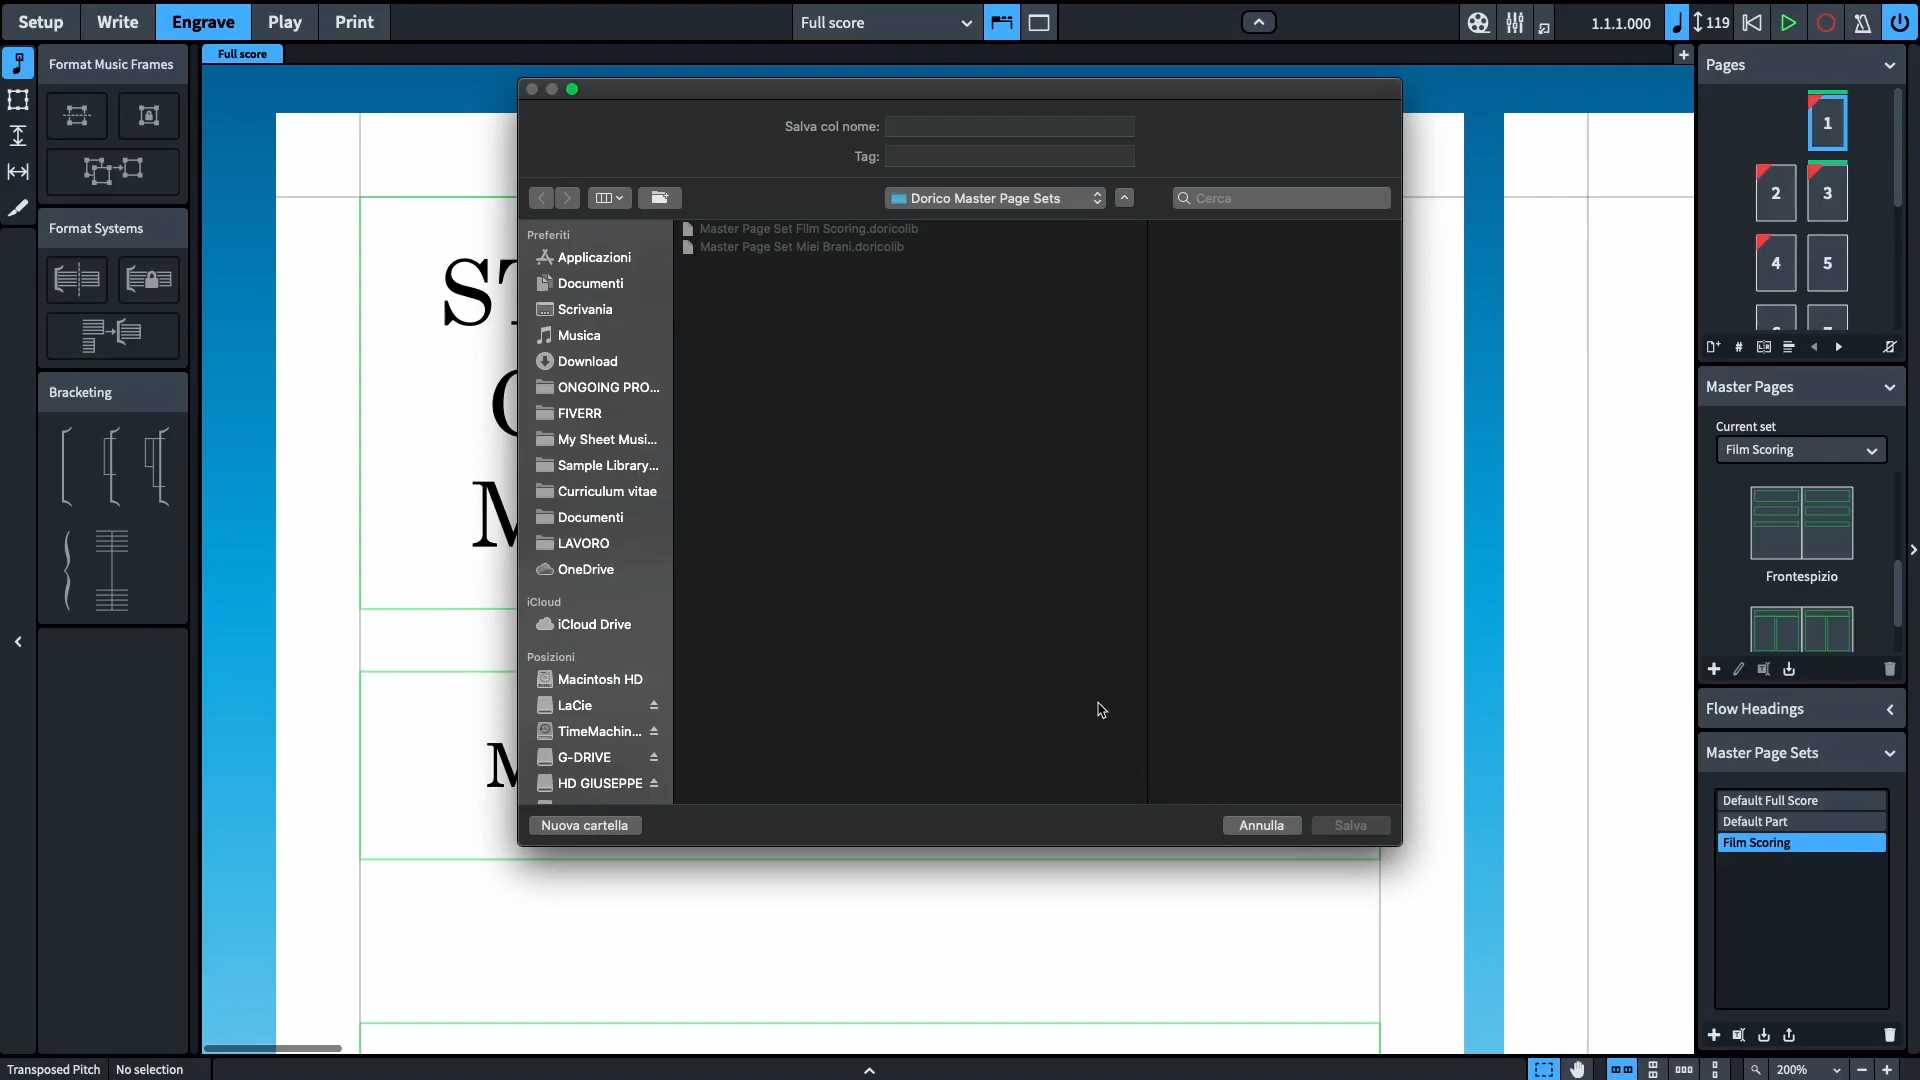 Setup Write Engrave Play Print
Full score
1.1.1.000
119
Format Music Frames
Full score
Pages
1
2 3
4 5
Salva col nome:
Tag:
Dorico Master Page Sets
Cerca
Preferiti
Applicazioni
Documenti
Scrivania
Musica
Download
ONGOING PRO...
FIVERR
My Sheet Musi...
Sample Library...
Curriculum vitae
Documenti
LAVORO
OneDrive
iCloud
iCloud Drive
Posizioni
Macintosh HD
LaCie
TimeMachin...
G-DRIVE
HD GIUSEPPE
Master Page Set Film Scoring.doricolib
Master Page Set Miei Brani.doricolib
Nuova cartella
Annulla
Salva
Format Systems
Bracketing
Master Pages
Current set
Film Scoring
Frontespizio
Flow Headings
Master Page Sets
Default Full Score
Default Part
Film Scoring
Transposed Pitch
No selection
200%